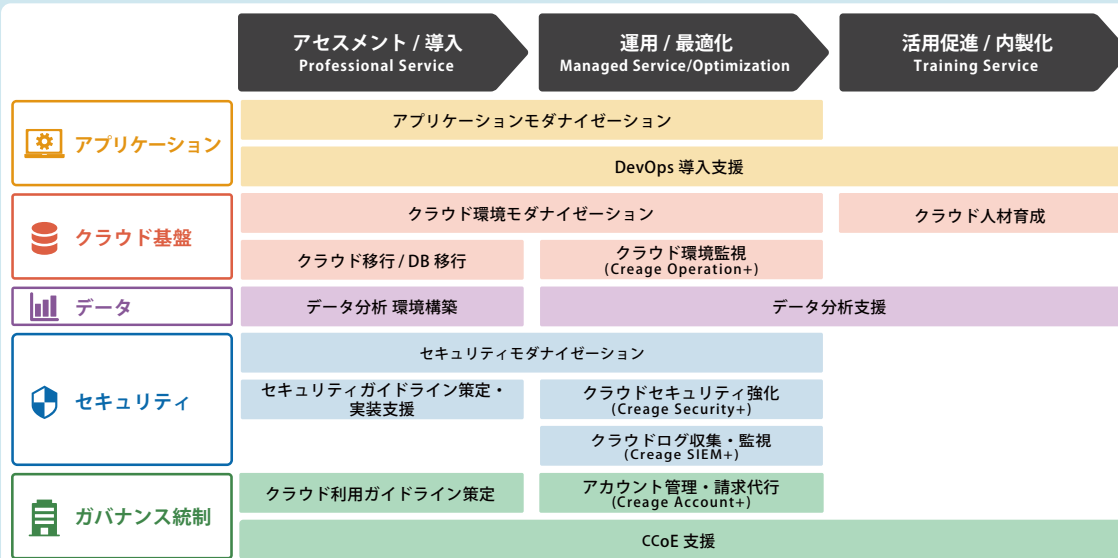 アセスメント / 導入
Professional Service
運用 / 最適化
Managed Service/Optimization
活用促進 / 内製化
Training Service
アプリケーション
アプリケーションモダナイゼーション
DevOps 導入支援
クラウド基盤
クラウド環境モダナイゼーション
クラウド人材育成
クラウド移行 / DB 移行
クラウド環境監視
(Creage Operation+)
データ
データ分析 環境構築
データ分析支援
セキュリティ
セキュリティモダナイゼーション
セキュリティガイドライン策定・
実装支援
クラウドセキュリティ強化
(Creage Security+)
クラウドログ収集・監視
(Creage SIEM+)
ガバナンス統制
クラウド利用ガイドライン策定
アカウント管理・請求代行
(Creage Account+)
CCoE 支援